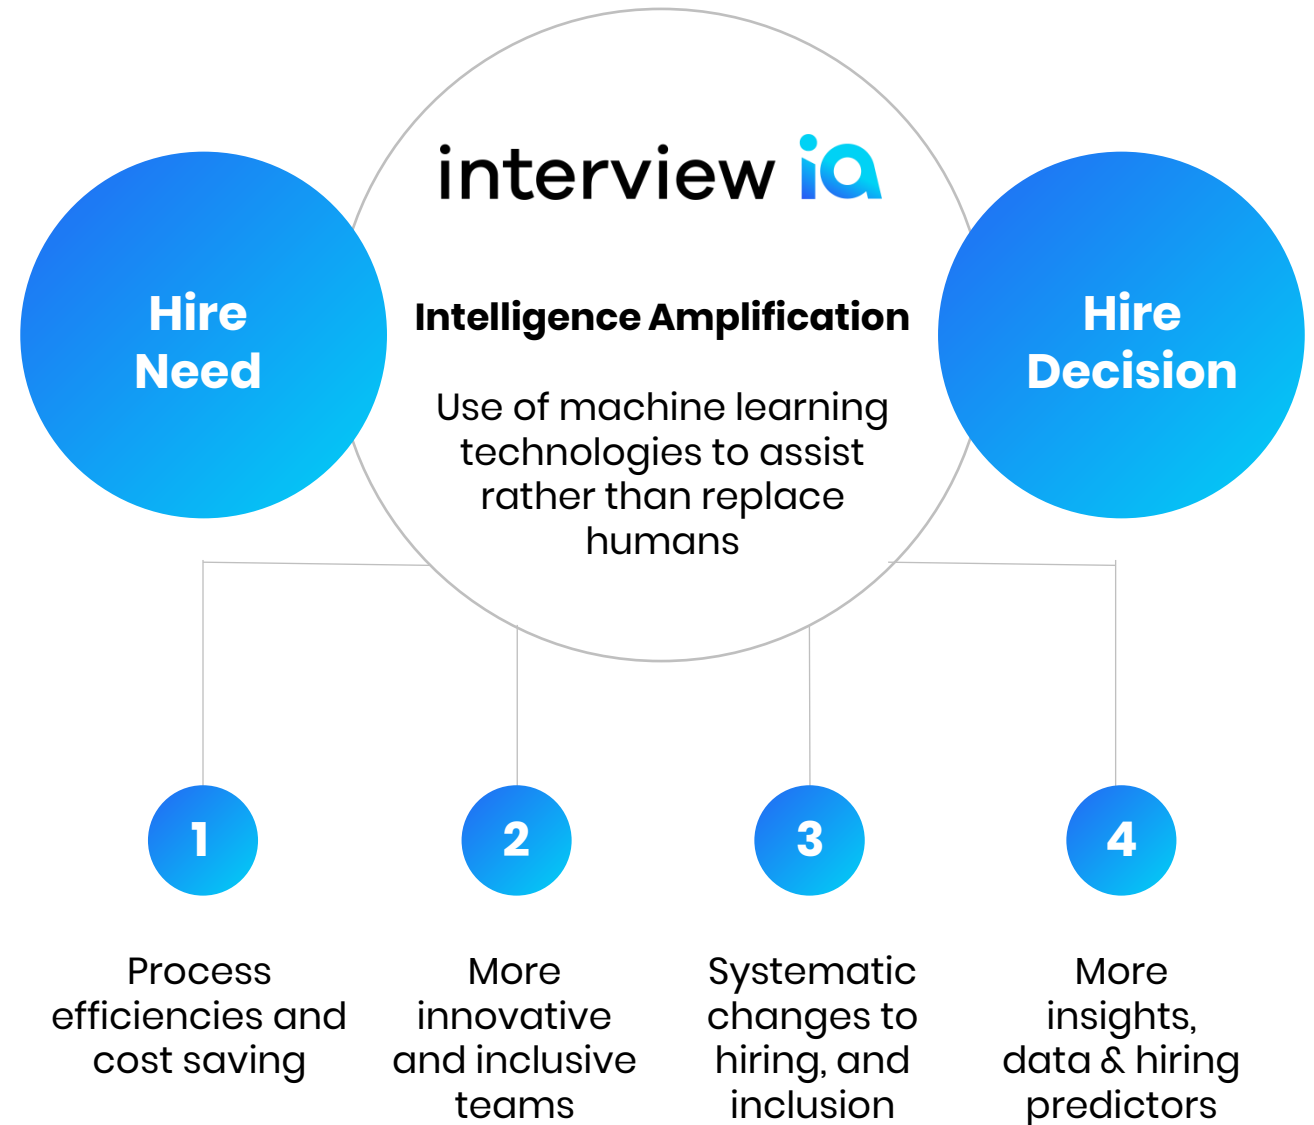 interview ia
Hire
Need
Intelligence Amplification
Use of machine learning
technologies to assist
rather than replace
humans
Hire
Decision
1
Process
efficiencies and
cost saving
2
More
innovative
and inclusive
teams
3
Systematic
changes to
hiring, and
inclusion
4
More
insights,
data & hiring
predictors